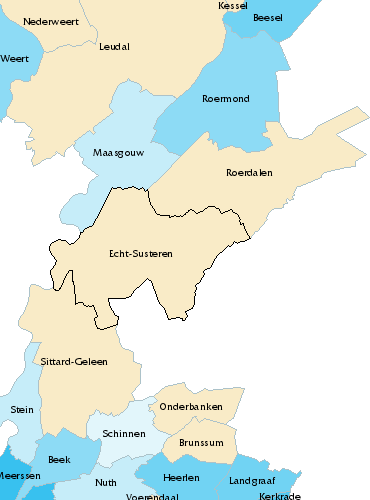 Kessel
Beesel
Nederweert
Leudal
Weert
Roermond
Maasgouw
Roerdalen
Echt-Susteren
Sittard-Geleen
Stein
Onderbanken
Schinnen
Brunssum
Beek
Meerssen
Nuth
Heerlen
Landgraaf
Voerendaal
Kerkrade